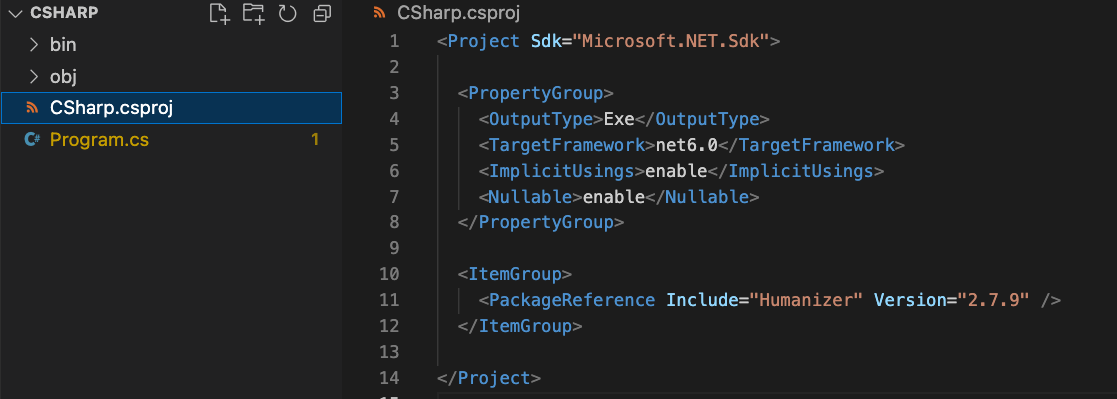 CSHARP
bin
obj
CSharp.csproj
C# Program.cs 1
CSharp.csproj
1 <Project Sdk="Microsoft.NET.Sdk">
2
3 <PropertyGroup>
4 <OutputType>Exe</OutputType>
5 <TargetFramework>net6.0</TargetFramework>
6 <ImplicitUsings>enable</ImplicitUsings>
7 <Nullable>enable</Nullable>
8 </PropertyGroup>
9
10 <ItemGroup>
11 <PackageReference Include="Humanizer" Version="2.7.9" />
12 </ItemGroup>
13
14 </Project>
15